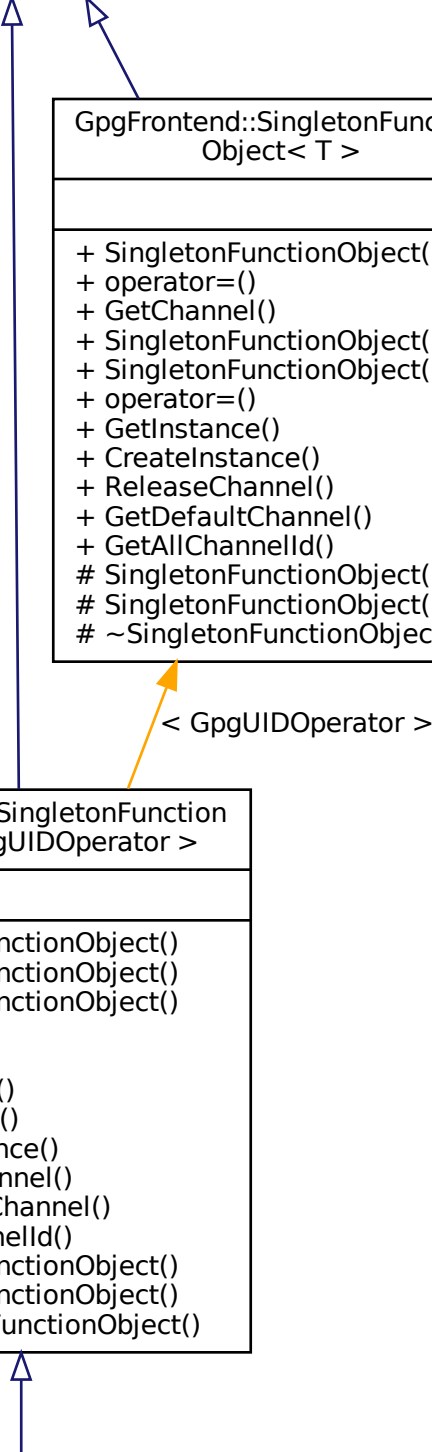 GpgFrontend::SingletonFunc
Object< T >
+ SingletonFunctionObject(
+ operator=()
+ GetChannel()
+ SingletonFunctionObject(
+ SingletonFunctionObject(
+ operator=()
+ GetInstance()
+ CreateInstance()
+ ReleaseChannel()
+ GetDefaultChannel()
+ GetAllChannelId()
# SingletonFunctionObject(
# SingletonFunctionObject(
# ~SingletonFunctionObjec
< GpgUIDOperator >
SingletonFunction
gUIDOperator >
nctionObject()
nctionObject()
nctionObject()
()
()
nce()
nnel()
Channel()
nelId()
nctionObject()
nctionObject()
unctionObject()